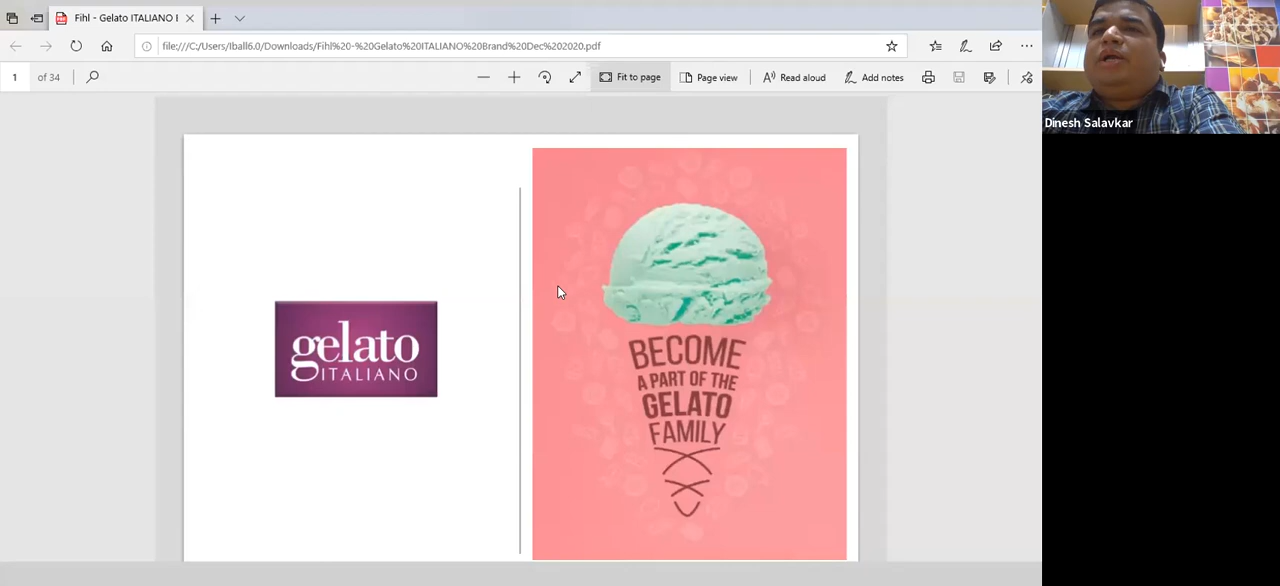 Fihl - Gelato ITALIANO
file:///C:/Users/Iball6.0/Downloads/Fihl%20-%20Gelato%20ITALIANO%20Brand%20Dec%202020.pdf
1 of 34
Fit to page
Page view
Read aloud
Add notes
Dinesh Salavkar
gelato
ITALIANO
BECOME
A PART OF THE
GELATO
FAMILY